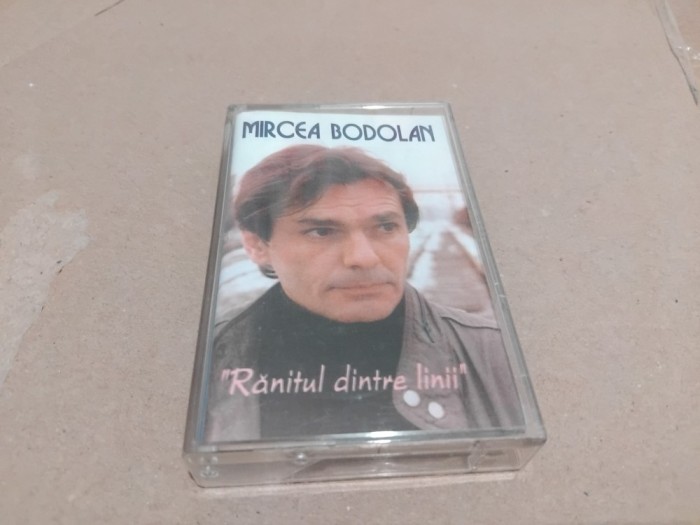 MIRCEA BODOLAN
"Rănitul dintre linii"